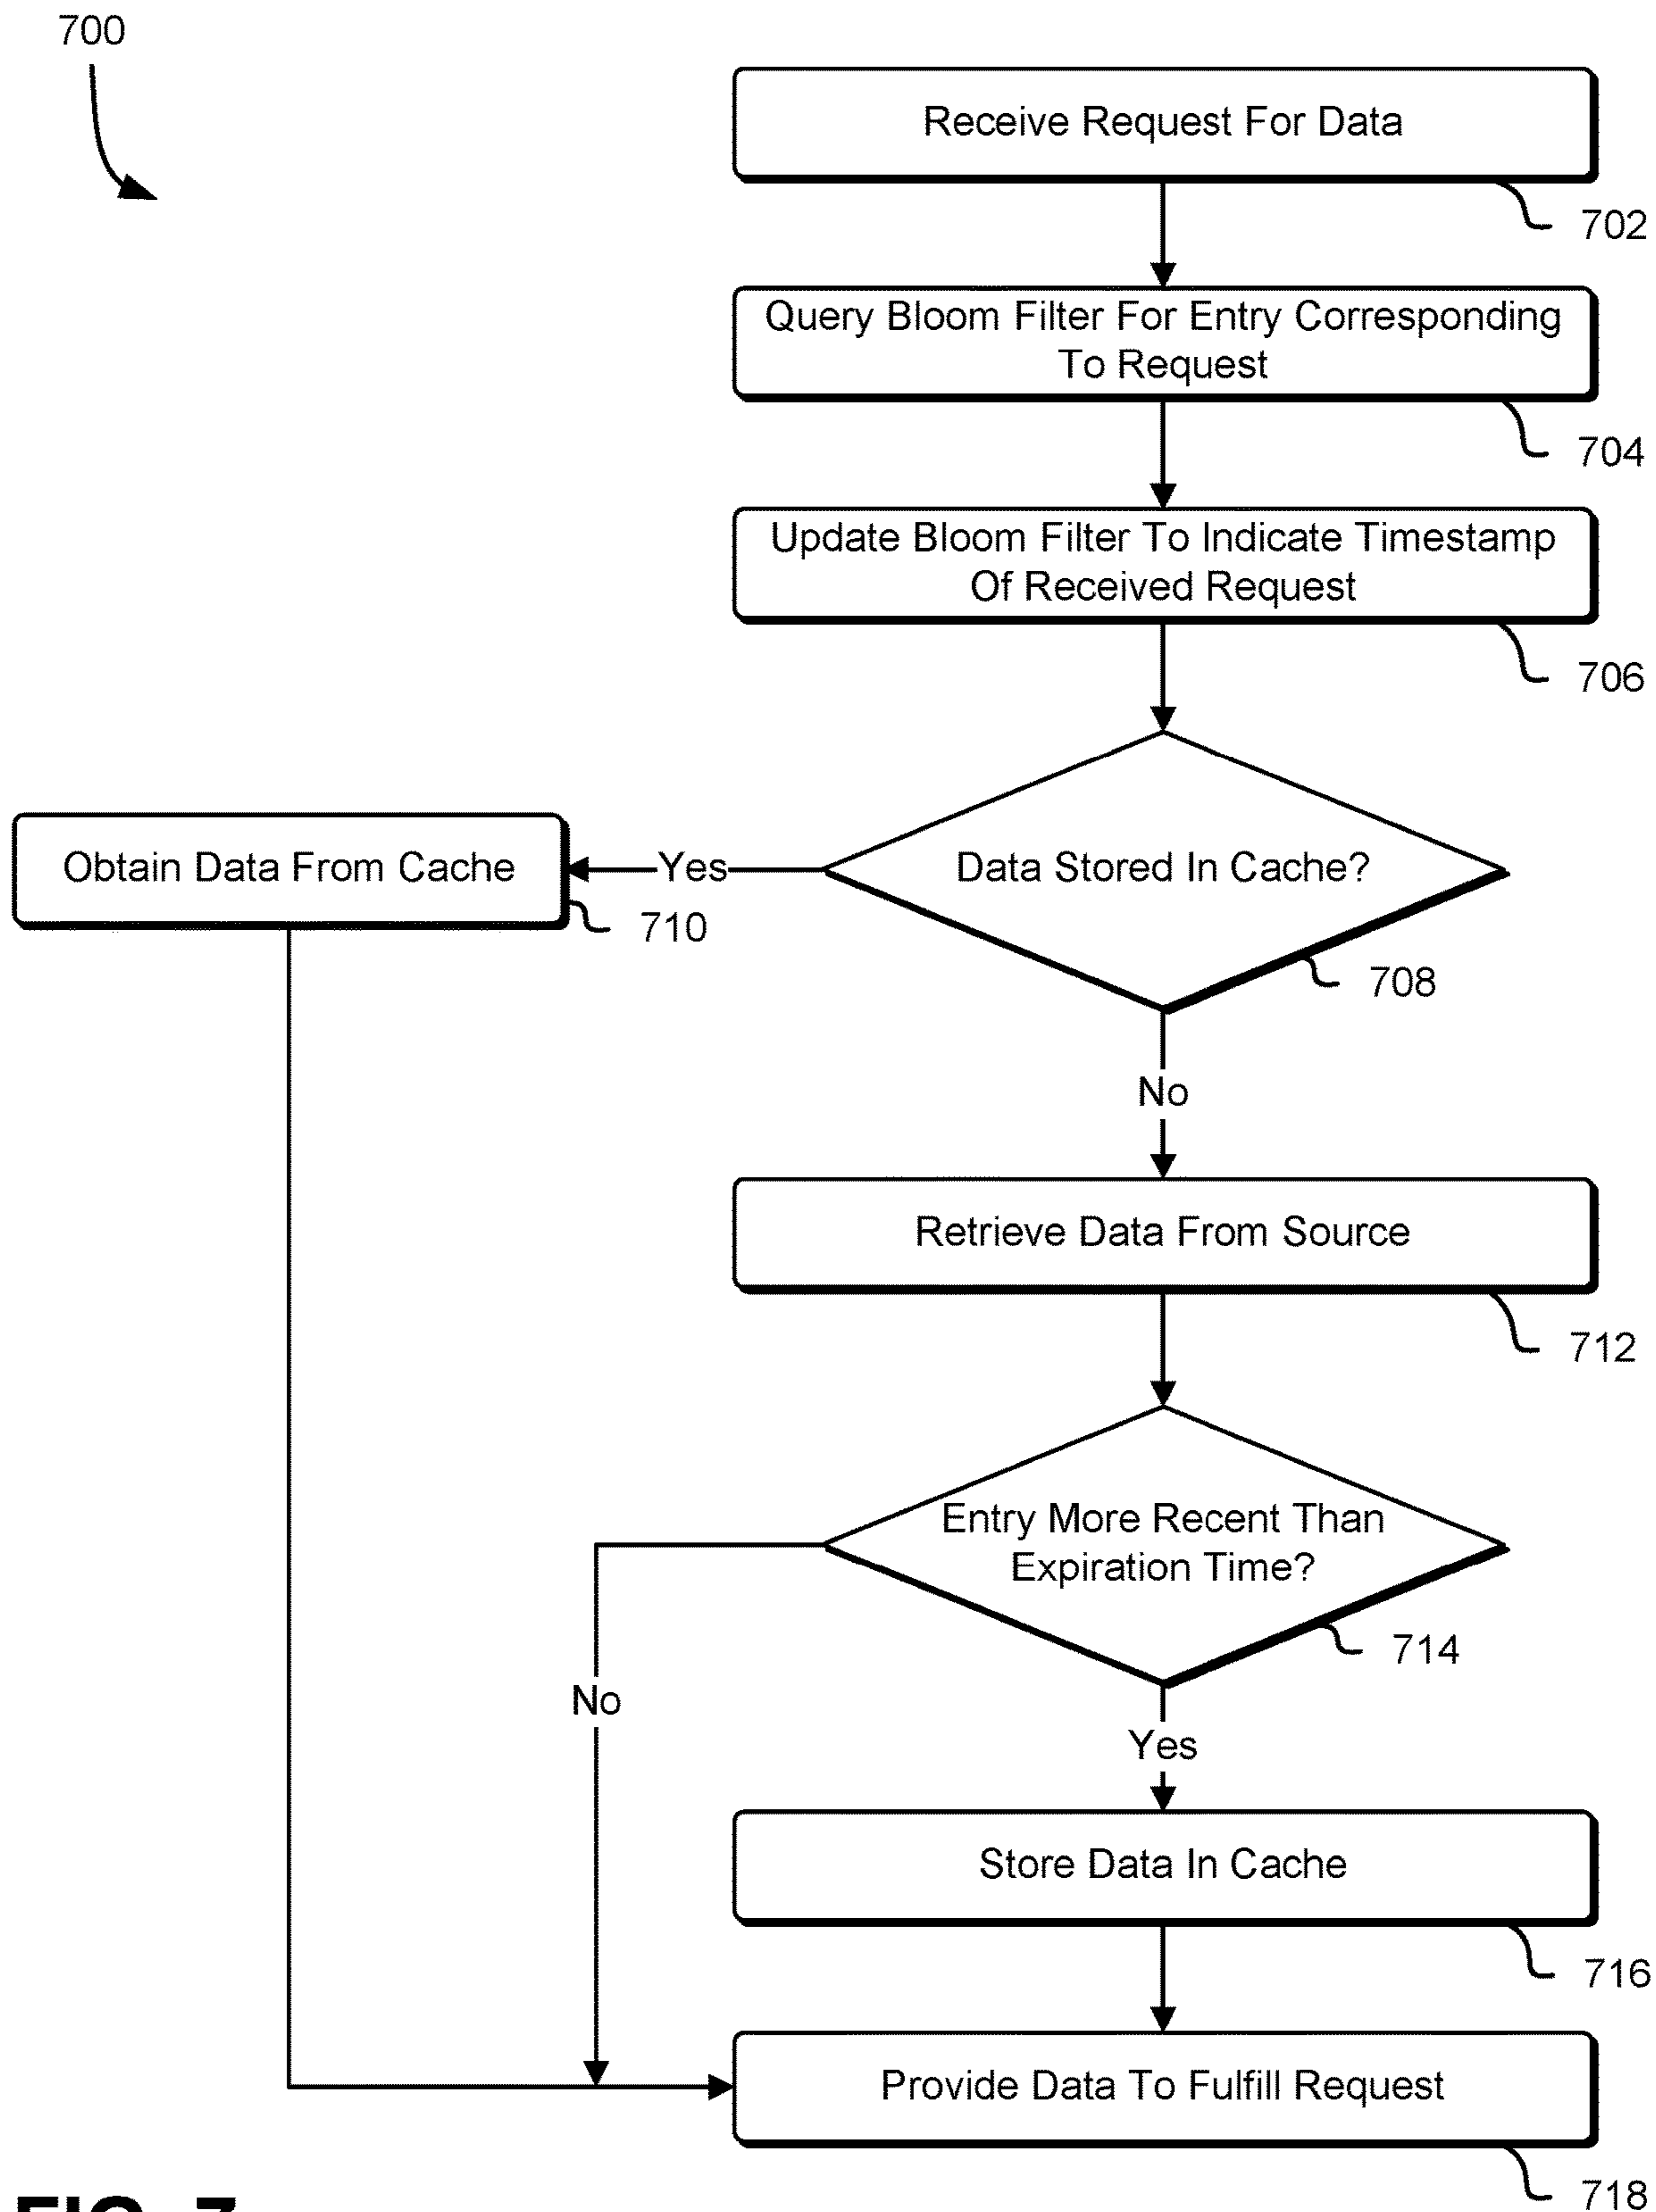 700
Receive Request For Data
702
Query Bloom Filter For Entry Corresponding
To Request
704
Update Bloom Filter To Indicate Timestamp
Of Received Request
706
Data Stored In Cache?
708
Yes
Obtain Data From Cache
710
No
Retrieve Data From Source
712
Entry More Recent Than
Expiration Time?
714
No
Yes
Store Data In Cache
716
Provide Data To Fulfill Request
718
FIG. 7